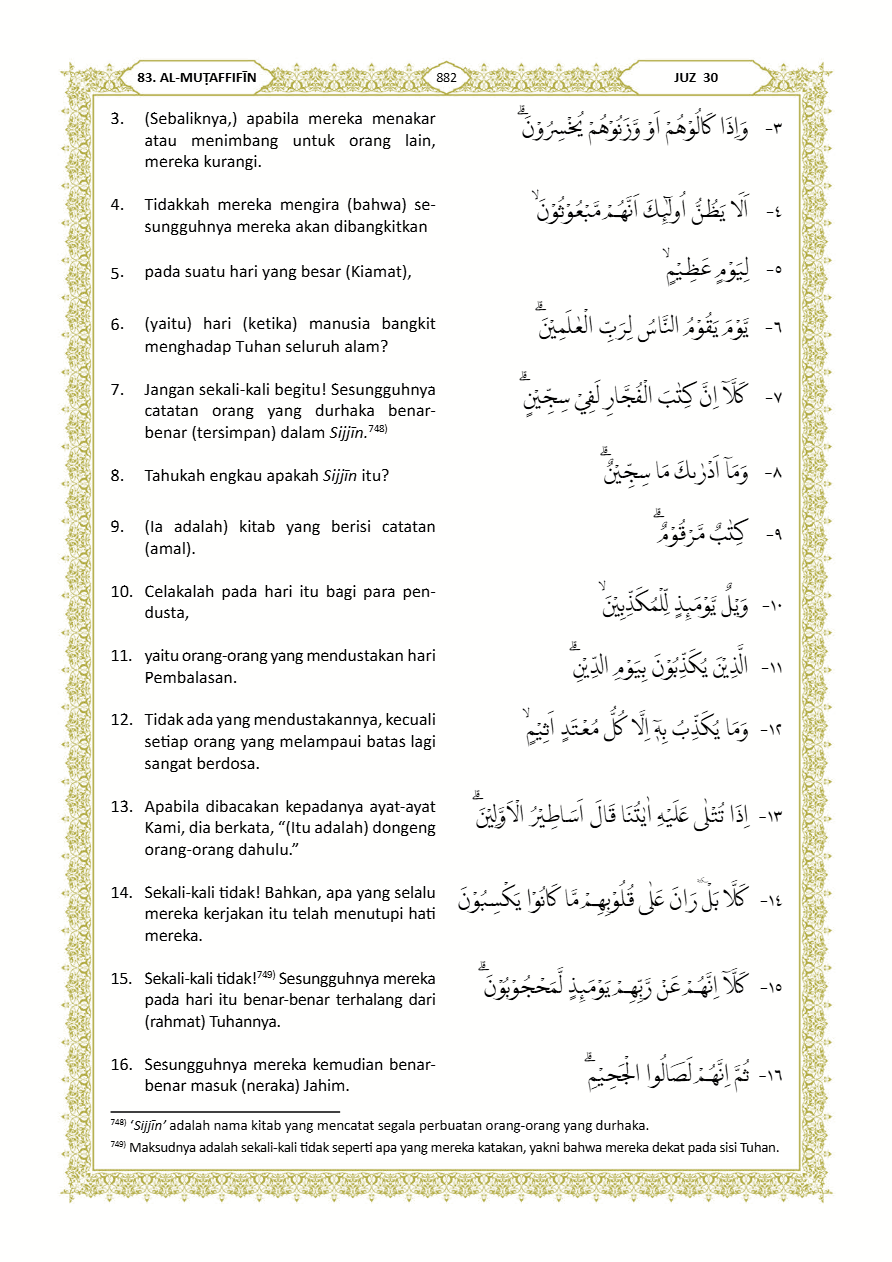 83. AL-MUṬAFFIFĪN
882
JUZ 30
3. (Sebaliknya,) apabila mereka menakar
atau menimbang untuk orang lain,
mereka kurangi.
٣- وَاِذَا كَالُوْهُمْ اَوْ وَّزَنُوْهُمْ يُخْسِرُوْنَۗ
4. Tidakkah mereka mengira (bahwa) se-
sungguhnya mereka akan dibangkitkan
٤- اَلَا يَظُنُّ اُولٰۤىِٕكَ اَنَّهُمْ مَّبْعُوْثُوْنَۙ
5. pada suatu hari yang besar (Kiamat),
٥- لِيَوْمٍ عَظِيْمٍۙ
6. (yaitu) hari (ketika) manusia bangkit
menghadap Tuhan seluruh alam?
٦- يَّوْمَ يَقُوْمُ النَّاسُ لِرَبِّ الْعٰلَمِيْنَۗ
7. Jangan sekali-kali begitu! Sesungguhnya
catatan orang yang durhaka benar-
benar (tersimpan) dalam Sijjīn.⁷⁴⁸⁾
٧- كَلَّآ اِنَّ كِتٰبَ الْفُجَّارِ لَفِيْ سِجِّيْنٍۗ
8. Tahukah engkau apakah Sijjīn itu?
٨- وَمَآ اَدْرٰىكَ مَا سِجِّيْنٌۗ
9. (Ia adalah) kitab yang berisi catatan
(amal).
٩- كِتٰبٌ مَّرْقُوْمٌۗ
10. Celakalah pada hari itu bagi para pen-
dusta,
١٠- وَيْلٌ يَّوْمَىِٕذٍ لِّلْمُكَذِّبِيْنَۙ
11. yaitu orang-orang yang mendustakan hari
Pembalasan.
١١- الَّذِيْنَ يُكَذِّبُوْنَ بِيَوْمِ الدِّيْنِۗ
12. Tidak ada yang mendustakannya, kecuali
setiap orang yang melampaui batas lagi
sangat berdosa.
١٢- وَمَا يُكَذِّبُ بِهٖٓ اِلَّا كُلُّ مُعْتَدٍ اَثِيْمٍۙ
13. Apabila dibacakan kepadanya ayat-ayat
Kami, dia berkata, “(Itu adalah) dongeng
orang-orang dahulu.”
١٣- اِذَا تُتْلٰى عَلَيْهِ اٰيٰتُنَا قَالَ اَسَاطِيْرُ الْاَوَّلِيْنَۗ
14. Sekali-kali tidak! Bahkan, apa yang selalu
mereka kerjakan itu telah menutupi hati
mereka.
١٤- كَلَّا بَلْ ۜرَانَ عَلٰى قُلُوْبِهِمْ مَّا كَانُوْا يَكْسِبُوْنَ
15. Sekali-kali tidak!⁷⁴⁹⁾ Sesungguhnya mereka
pada hari itu benar-benar terhalang dari
(rahmat) Tuhannya.
١٥- كَلَّآ اِنَّهُمْ عَنْ رَّبِّهِمْ يَوْمَىِٕذٍ لَّمَحْجُوْبُوْنَۗ
16. Sesungguhnya mereka kemudian benar-
benar masuk (neraka) Jahim.
١٦- ثُمَّ اِنَّهُمْ لَصَالُوا الْجَحِيْمِۗ
⁷⁴⁸⁾ ‘Sijjīn’ adalah nama kitab yang mencatat segala perbuatan orang-orang yang durhaka.
⁷⁴⁹⁾ Maksudnya adalah sekali-kali tidak seperti apa yang mereka katakan, yakni bahwa mereka dekat pada sisi Tuhan.